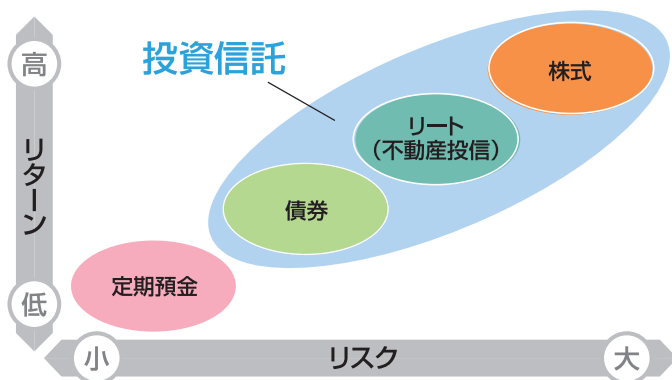 高
投資信託
株式
リート
（不動産投信）
リターン
債券
定期預金
低
小
リスク
大